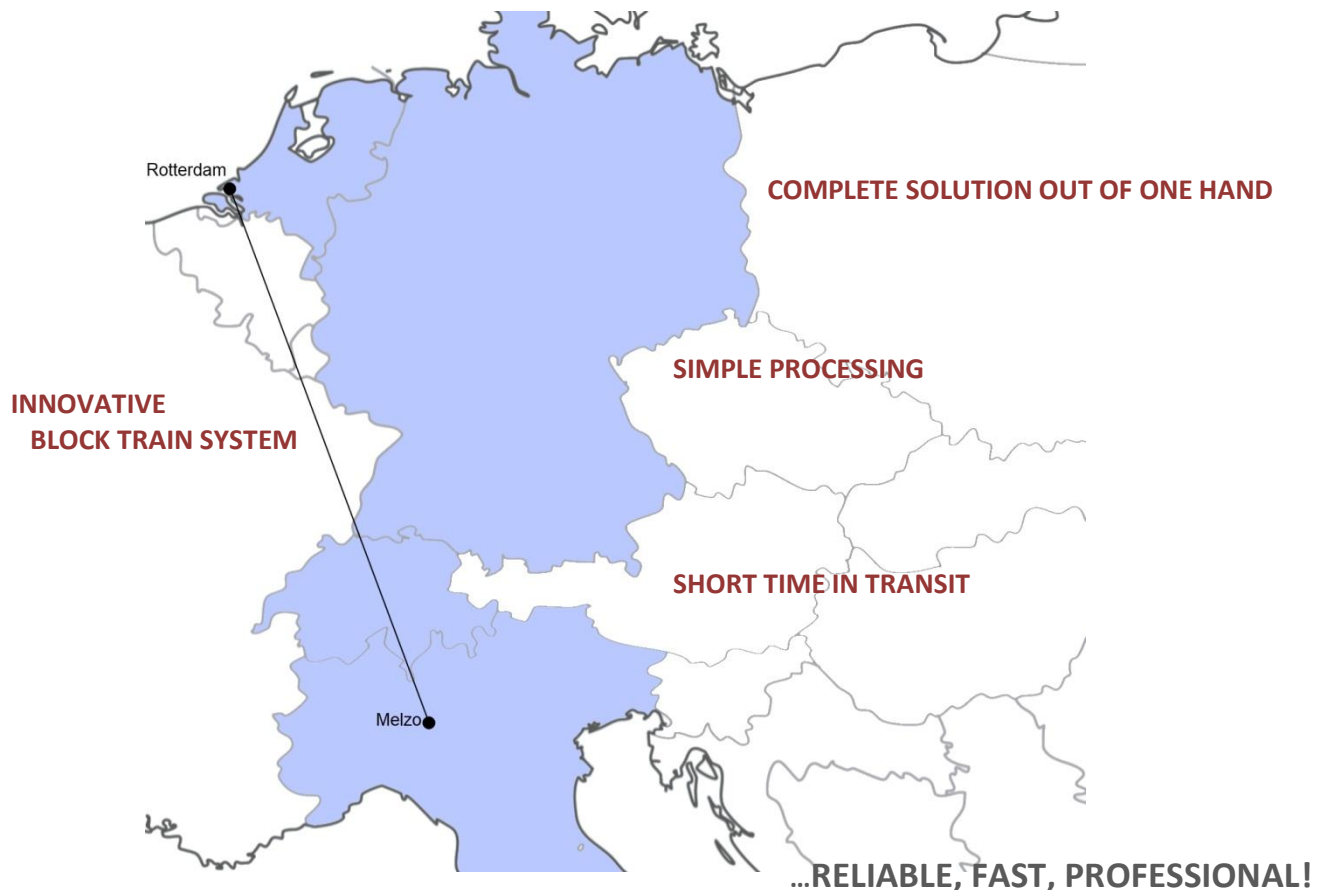 Rotterdam
COMPLETE SOLUTION OUT OF ONE HAND
SIMPLE PROCESSING
INNOVATIVE
BLOCK TRAIN SYSTEM
SHORT TIME IN TRANSIT
Melzo
...RELIABLE, FAST, PROFESSIONAL!